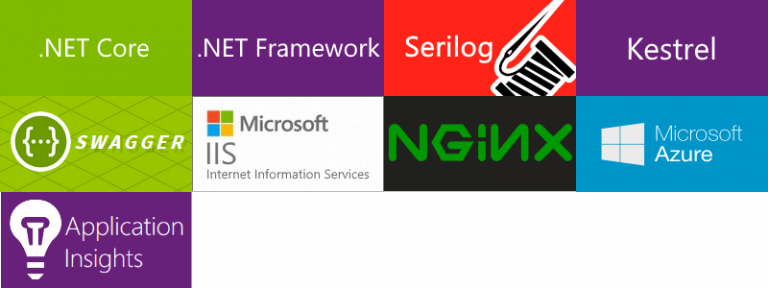 .NET Core
.NET Framework
Serilog
Kestrel
{...} SWAGGER
Microsoft
IIS
Internet Information Services
NGiNX
Microsoft
Azure
Application
Insights